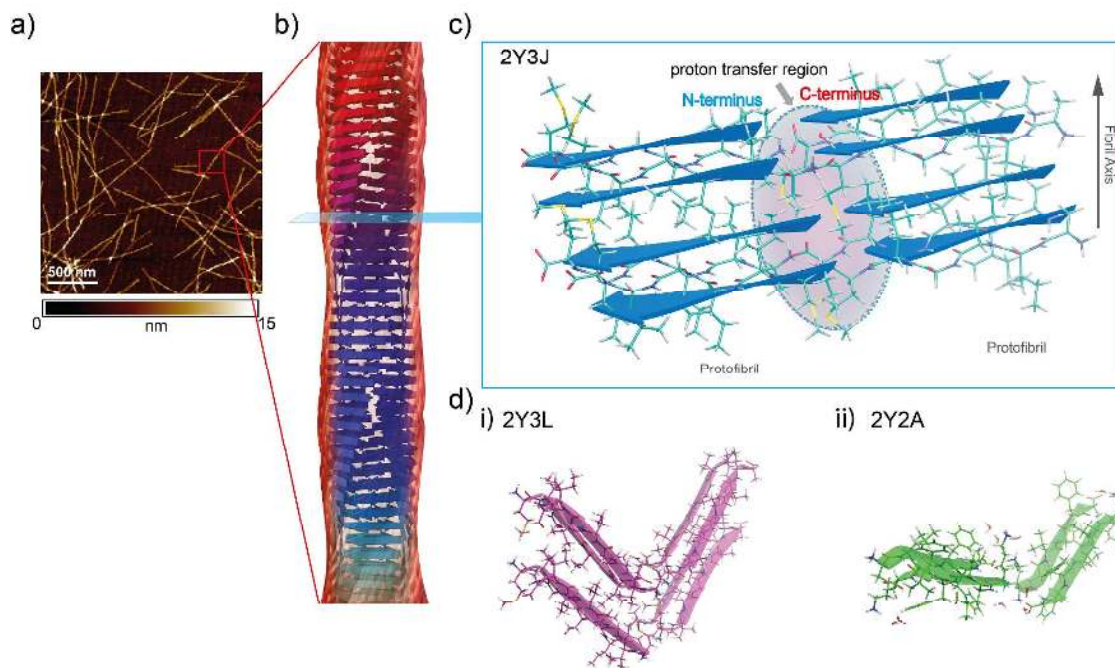 a)
500 nm
0
nm
15
b)
c)
2Y3J
proton transfer region
N-terminus
C-terminus
Fibril Axis
Protofibril
Protofibril
d)
i) 2Y3L
ii) 2Y2A